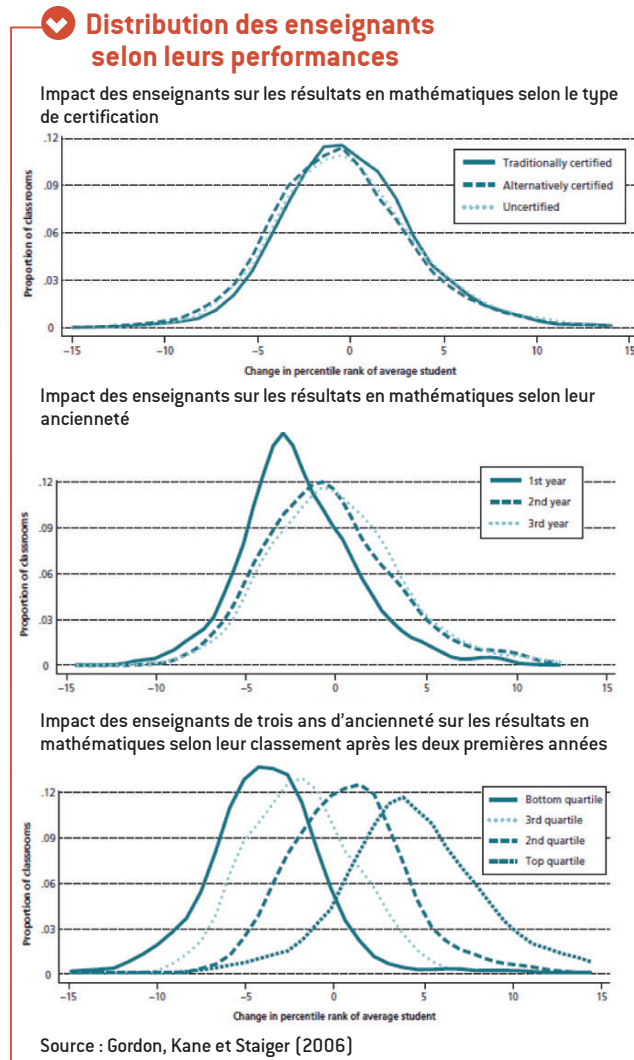 Distribution des enseignants
selon leurs performances
Impact des enseignants sur les résultats en mathématiques selon le type
de certification
.12
.09
.06
.03
0
Proportion of classrooms
Traditionally certified
Alternatively certified
Uncertified
-15
-10
-5
0
5
10
15
Change in percentile rank of average student
Impact des enseignants sur les résultats en mathématiques selon leur
ancienneté
.12
.09
.06
.03
0
Proportion of classrooms
1st year
2nd year
3rd year
-15
-10
-5
0
5
10
15
Change in percentile rank of average student
Impact des enseignants de trois ans d'ancienneté sur les résultats en
mathématiques selon leur classement après les deux premières années
.12
.09
.06
.03
0
Proportion of classrooms
Bottom quartile
3rd quartile
2nd quartile
Top quartile
-15
-10
-5
0
5
10
15
Change in percentile rank of average student
Source : Gordon, Kane et Staiger (2006)